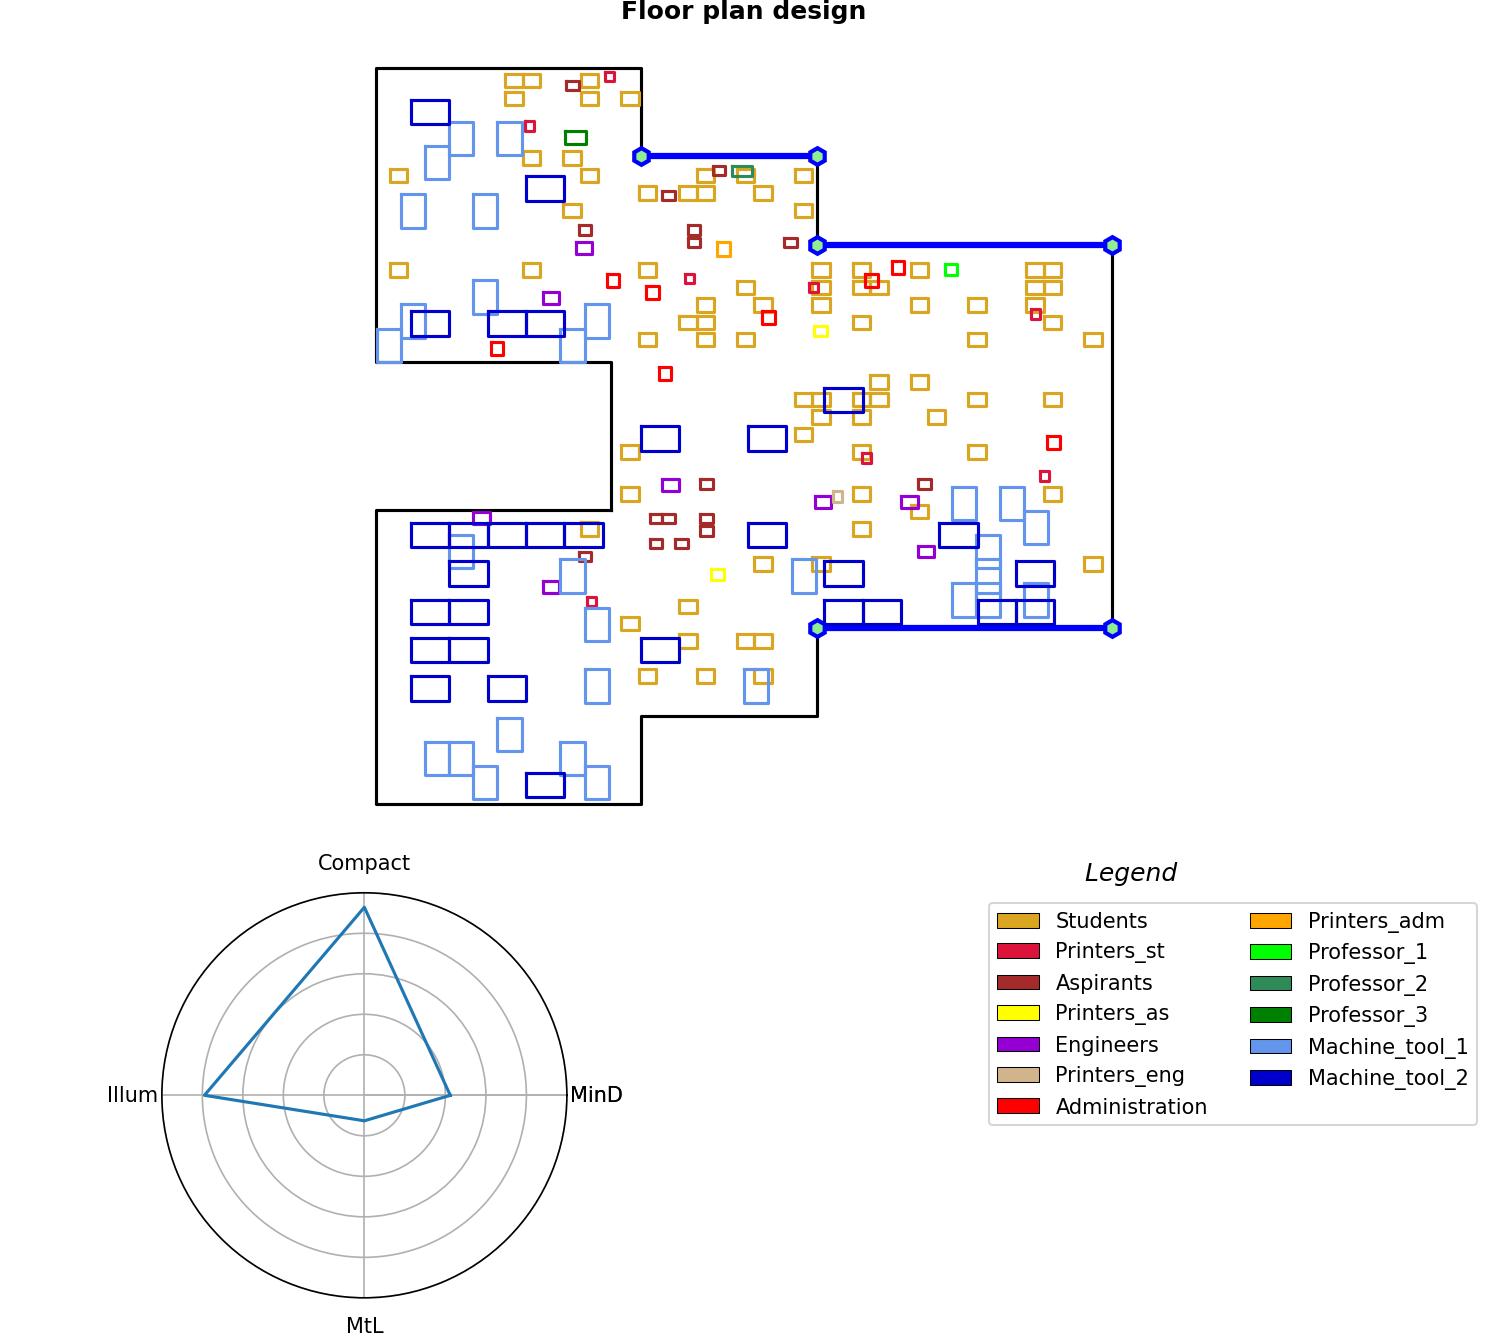 Floor plan design
Compact
Illum
MinD
MtL
Legend
Students
Printers_st
Aspirants
Printers_as
Engineers
Printers_eng
Administration
Printers_adm
Professor_1
Professor_2
Professor_3
Machine_tool_1
Machine_tool_2